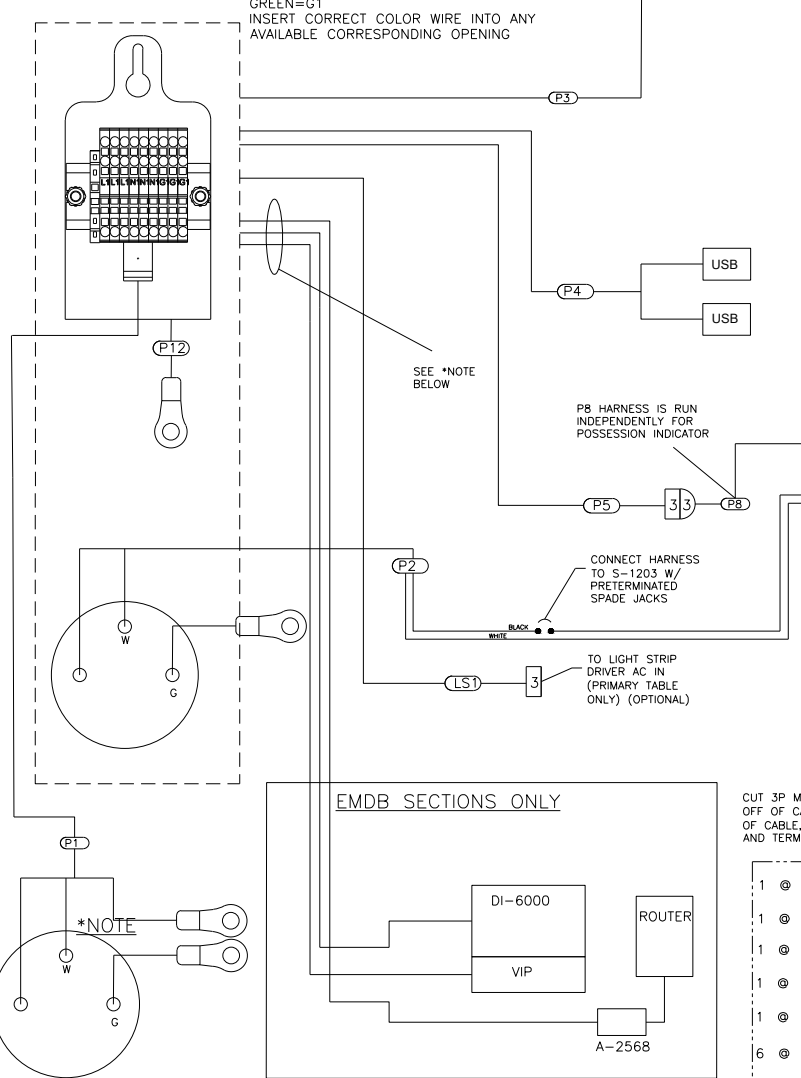 GREEN=G1
INSERT CORRECT COLOR WIRE INTO ANY
AVAILABLE CORRESPONDING OPENING
P3
L1L1L1N1N1N1G1G1G1
USB
P4
USB
P12
SEE *NOTE
BELOW
P8 HARNESS IS RUN
INDEPENDENTLY FOR
POSSESSION INDICATOR
P5
3 3
P8
P2
CONNECT HARNESS
TO S-1203 W/
PRETERMINATED
SPADE JACKS
BLACK
WHITE
W
G
TO LIGHT STRIP
DRIVER AC IN
(PRIMARY TABLE
ONLY) (OPTIONAL)
LS1
3
EMDB SECTIONS ONLY
CUT 3P M
OFF OF CA
OF CABLE,
AND TERM
P1
1 @
DI-6000
ROUTER
*NOTE
1 @
1 @
W
VIP
1 @
G
1 @
A-2568
6 @